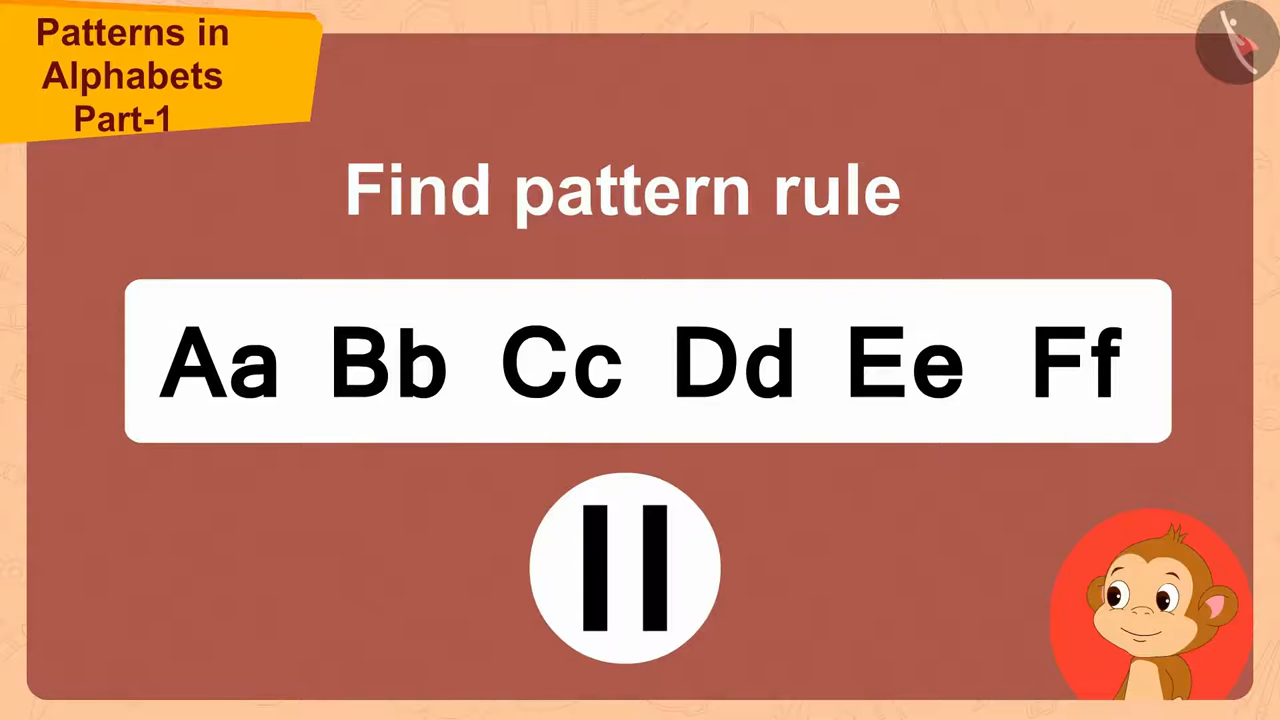 Patterns in
Alphabets
Part-1
Find pattern rule
Aa Bb Cc Dd Ee Ff